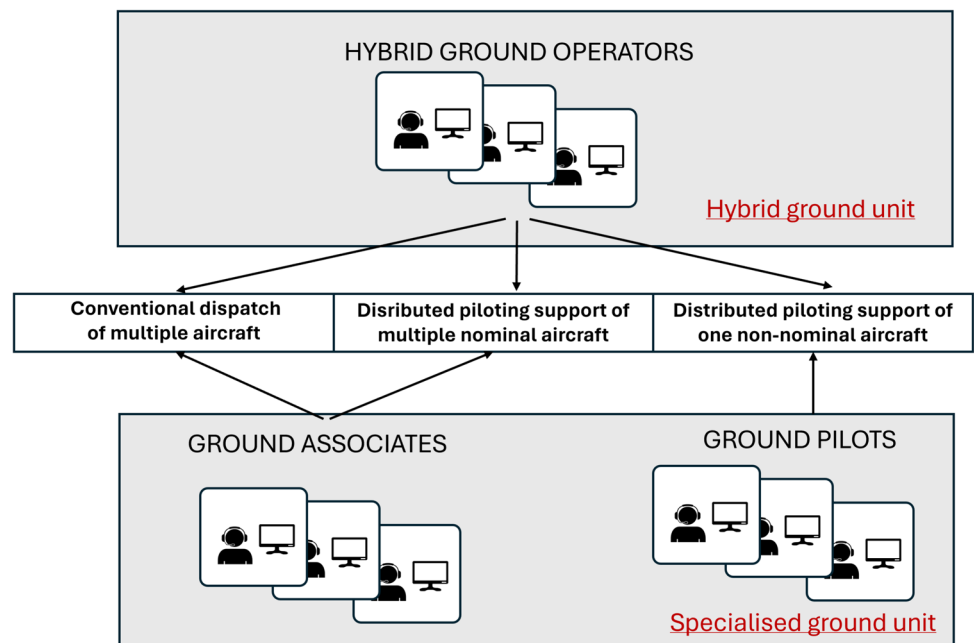 HYBRID GROUND OPERATORS
Hybrid ground unit
Conventional dispatch
of multiple aircraft
Disributed piloting support of
multiple nominal aircraft
Distributed piloting support of
one non-nominal aircraft
GROUND ASSOCIATES
GROUND PILOTS
Specialised ground unit